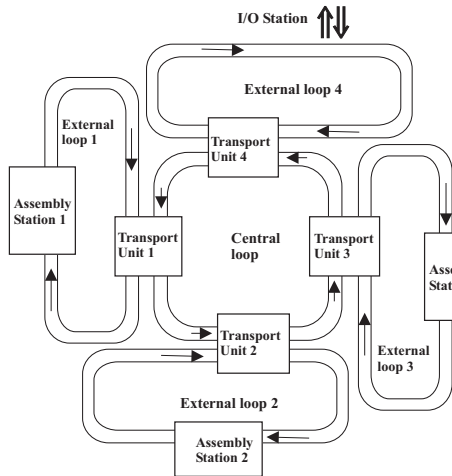 I/O Station
External loop 4
External
loop 1
Transport
Unit 4
Assembly
Station 1
Transport
Unit 1
Central
loop
Transport
Unit 3
Transport
Unit 2
External
loop 3
External loop 2
Assembly
Station 2